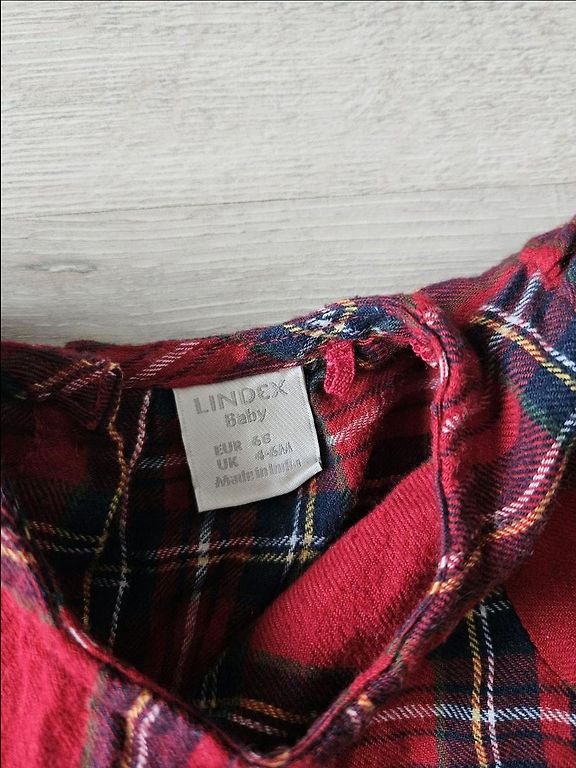 LINDEX
Baby
EUR 68
UK 4-6M
Made in India